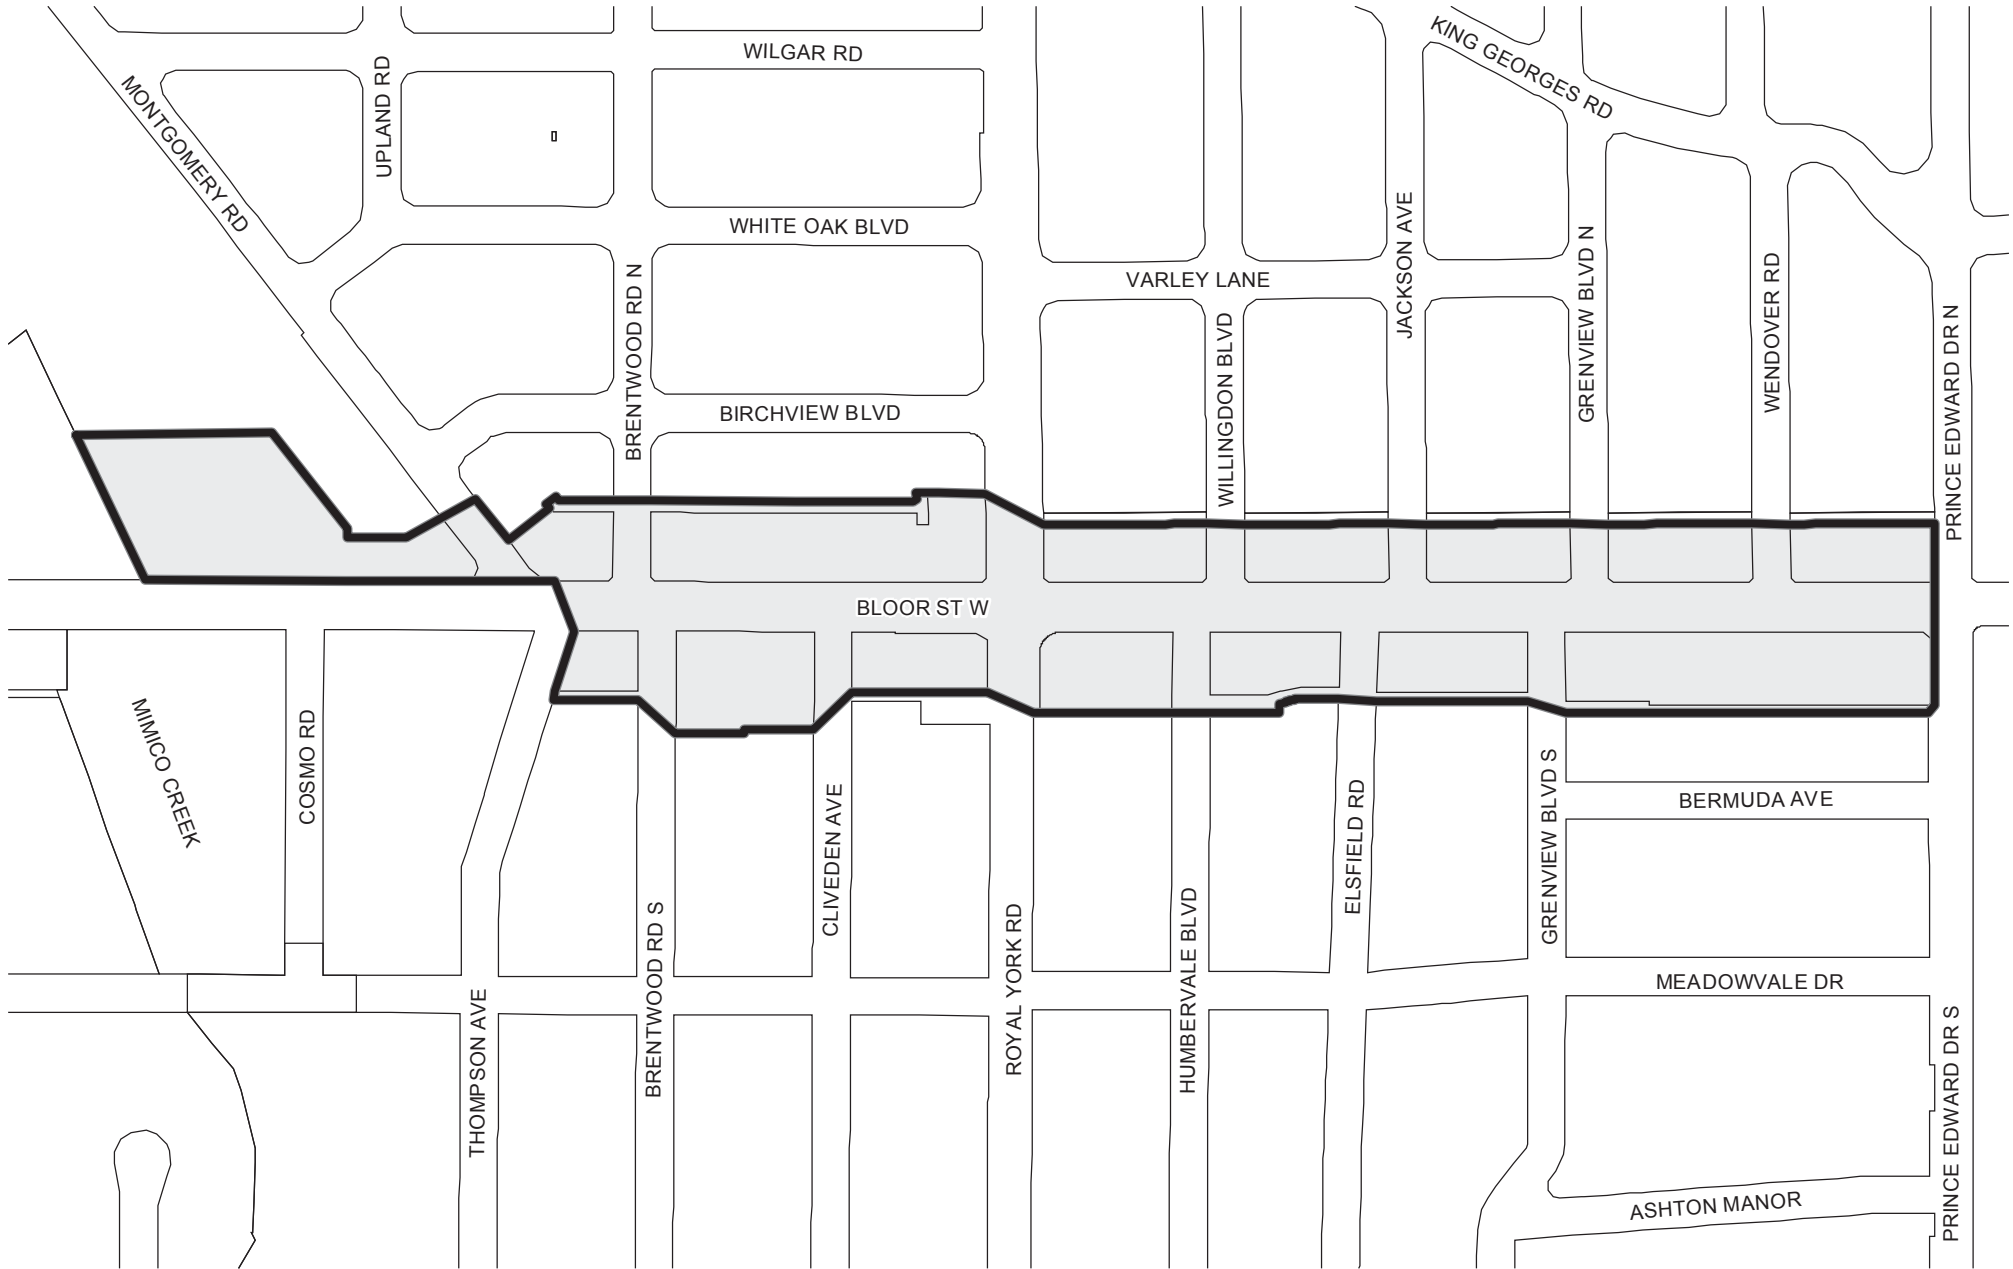 WILGAR RD
KING GEORGES RD
MONTGOMERY RD
UPLAND RD
WHITE OAK BLVD
JACKSON AVE
VARLEY LANE
BRENTWOOD RD N
GRENVIEW BLVD N
WENDOVER RD
WILLINGDON BLVD
PRINCE EDWARD DR N
BIRCHVIEW BLVD
BLOOR ST W
MIMICO CREEK
COSMO RD
CLIVEDEN AVE
ELSFIELD RD
GRENVIEW BLVD S
BERMUDA AVE
BRENTWOOD RD S
ROYAL YORK RD
HUMBERVALE BLVD
MEADOWVALE DR
THOMPSON AVE
PRINCE EDWARD DR S
ASHTON MANOR